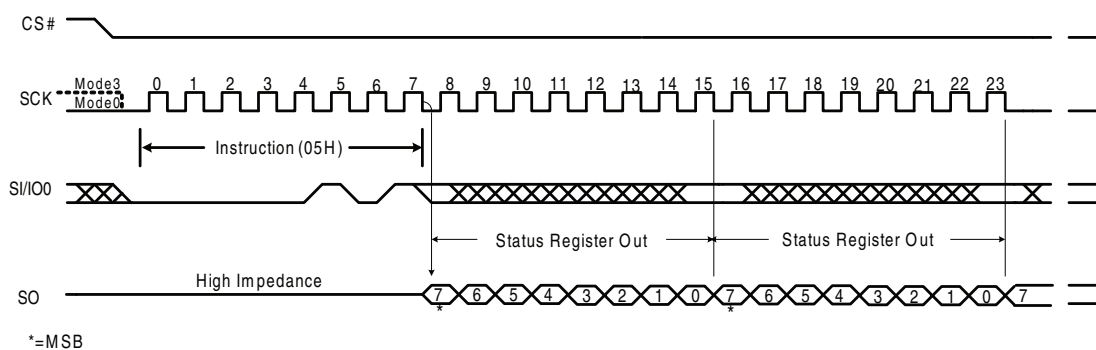 CS#
Mode3
0 1 2 3 4 5 6 7 8 9 10 11 12 13 14 15 16 17 18 19 20 21 22 23
SCK
Mode0
Instruction (05H)
SI/IO0
Status Register Out Status Register Out
High Impedance
SO
7 6 5 4 3 2 1 0 7 6 5 4 3 2 1 0 7
* *
*=MSB